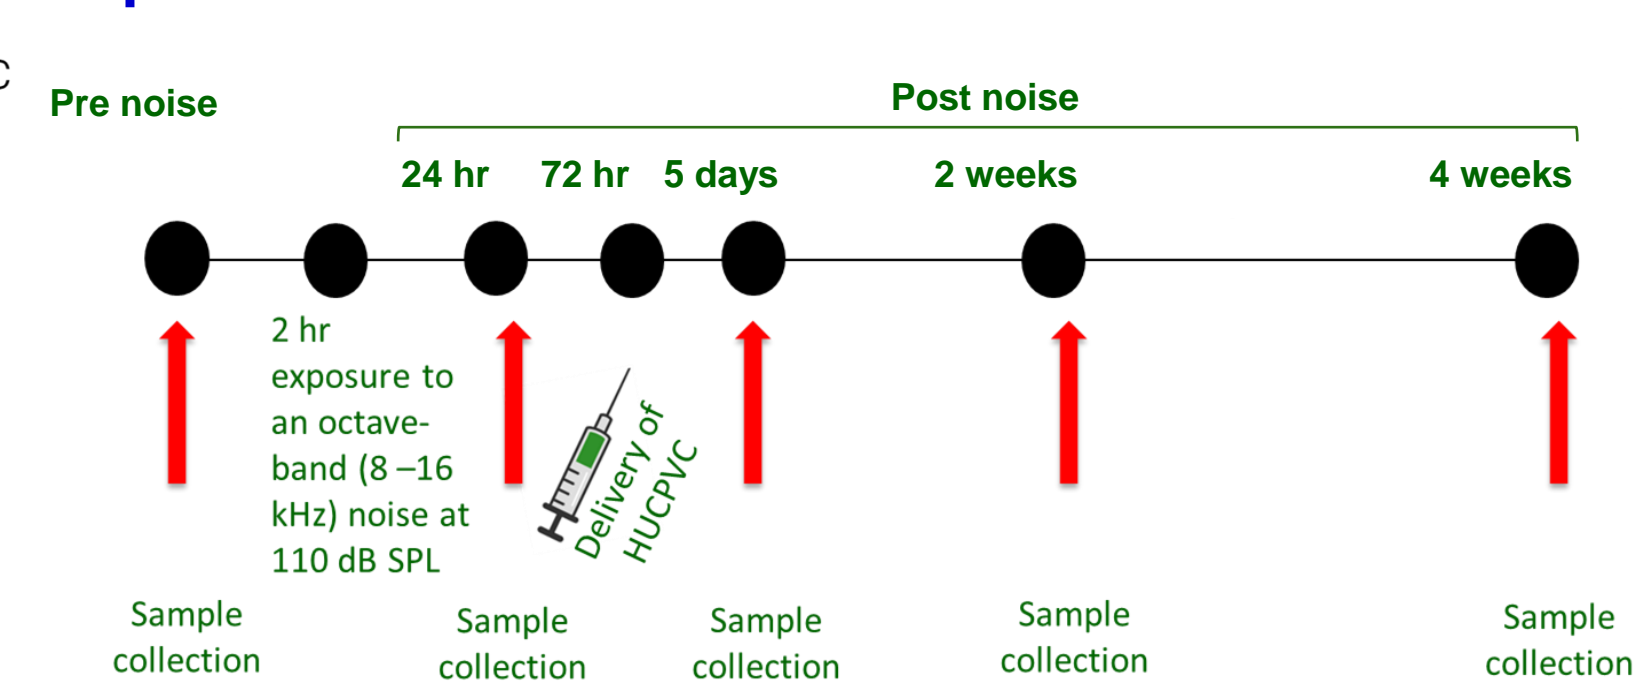 C
Pre noise
Post noise
24 hr
72 hr
5 days
2 weeks
4 weeks
2 hr
exposure to
an octave-
band (8 –16
kHz) noise at
110 dB SPL
Delivery of
HUCPVC
Sample
collection
Sample
collection
Sample
collection
Sample
collection
Sample
collection